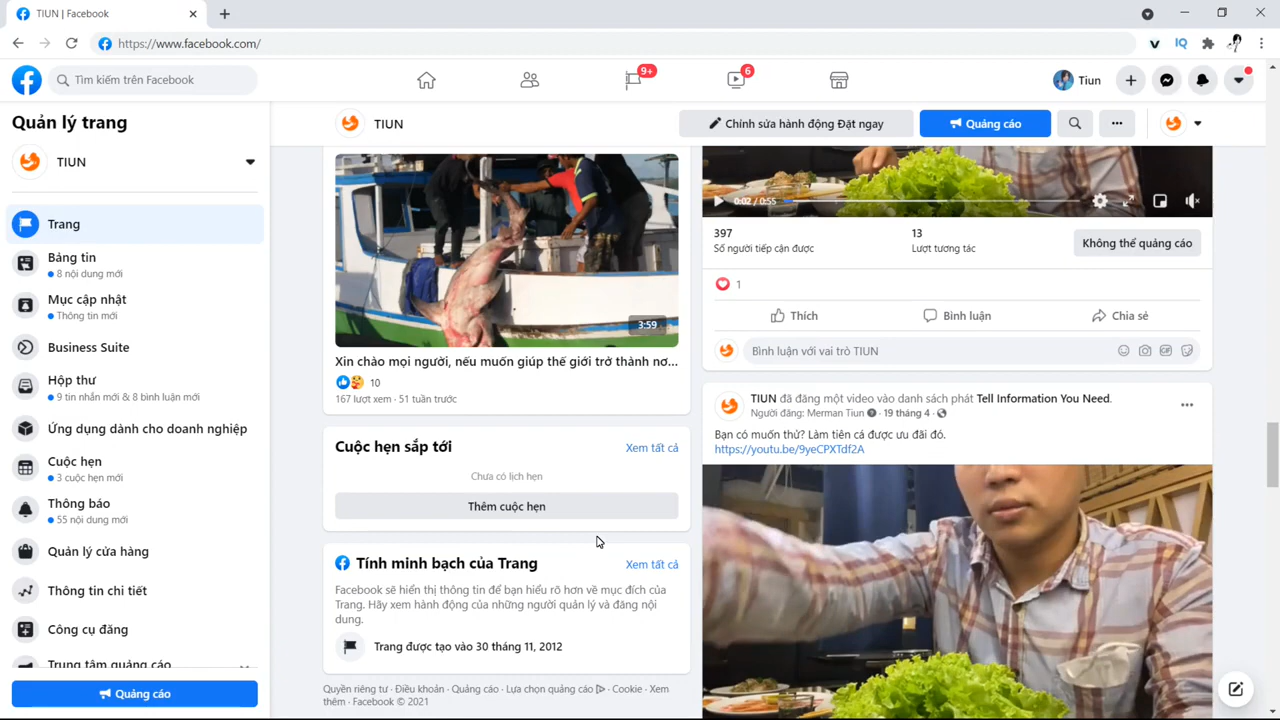 TIUN | Facebook
https://www.facebook.com/
IQ
Tìm kiếm trên Facebook
9+
6
Tiun
Quản lý trang
TIUN
Trang
Bảng tin
8 nội dung mới
Mục cập nhật
Thông tin mới
Business Suite
Hộp thư
9 tin nhắn mới & 8 bình luận mới
Ứng dụng dành cho doanh nghiệp
Cuộc hẹn
3 cuộc hẹn mới
Thông báo
55 nội dung mới
Quản lý cửa hàng
Thông tin chi tiết
Công cụ đăng
Trung tâm quảng cáo
Quảng cáo
TIUN
Chỉnh sửa hành động Đặt ngay
Quảng cáo
3:59
Xin chào mọi người, nếu muốn giúp thế giới trở thành nơ...
10
167 lượt xem · 51 tuần trước
Cuộc hẹn sắp tới
Xem tất cả
Chưa có lịch hẹn
Thêm cuộc hẹn
Tính minh bạch của Trang
Xem tất cả
Facebook sẽ hiển thị thông tin để bạn hiểu rõ hơn về mục đích của
Trang. Hãy xem hành động của những người quản lý và đăng nội
dung.
Trang được tạo vào 30 tháng 11, 2012
Quyền riêng tư · Điều khoản · Quảng cáo · Lựa chọn quảng cáo · Cookie · Xem
thêm · Facebook © 2021
0:02 / 0:55
397
Số người tiếp cận được
13
Lượt tương tác
Không thể quảng cáo
1
Thích
Bình luận
Chia sẻ
Bình luận với vai trò TIUN
GIF
TIUN đã đăng một video vào danh sách phát Tell Information You Need.
Người đăng: Merman Tiun · 19 tháng 4 ·
Bạn có muốn thử? Làm tiên cá được ưu đãi đó.
https://youtu.be/9yeCPXTdf2A